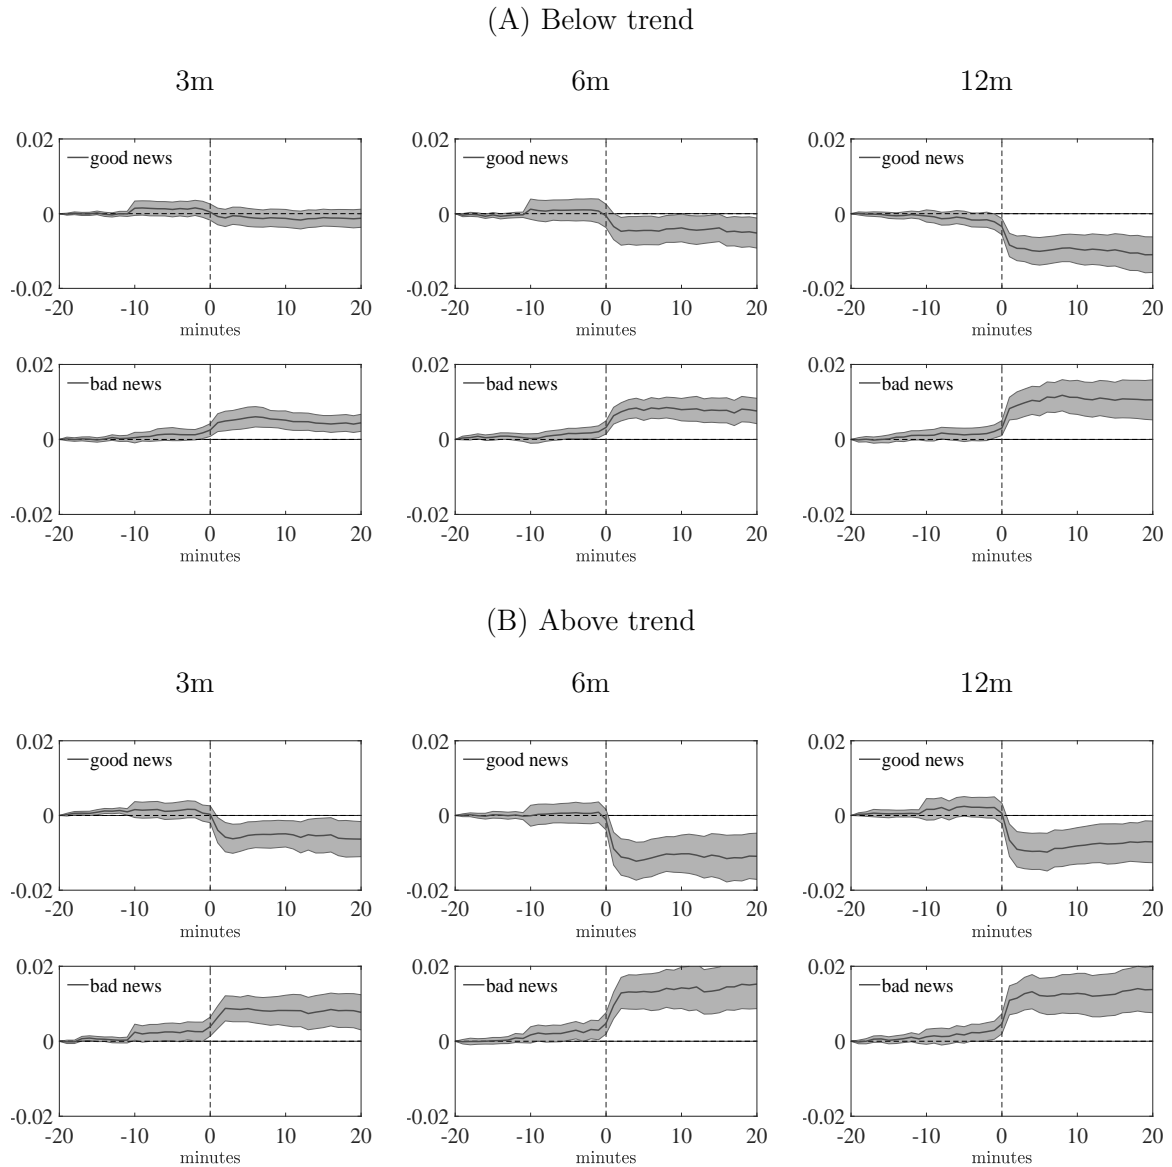 (A) Below trend
3m 6m 12m
0.02 0.02 0.02
good news good news good news
0 0 0
-0.02 -0.02 -0.02
-20 -10 0 10 20 -20 -10 0 10 20 -20 -10 0 10 20
minutes minutes minutes
0.02 0.02 0.02
bad news bad news bad news
0 0 0
-0.02 -0.02 -0.02
-20 -10 0 10 20 -20 -10 0 10 20 -20 -10 0 10 20
minutes minutes minutes
(B) Above trend
3m 6m 12m
0.02 0.02 0.02
good news good news good news
0 0 0
-0.02 -0.02 -0.02
-20 -10 0 10 20 -20 -10 0 10 20 -20 -10 0 10 20
minutes minutes minutes
0.02 0.02 0.02
bad news bad news bad news
0 0 0
-0.02 -0.02 -0.02
-20 -10 0 10 20 -20 -10 0 10 20 -20 -10 0 10 20
minutes minutes minutes